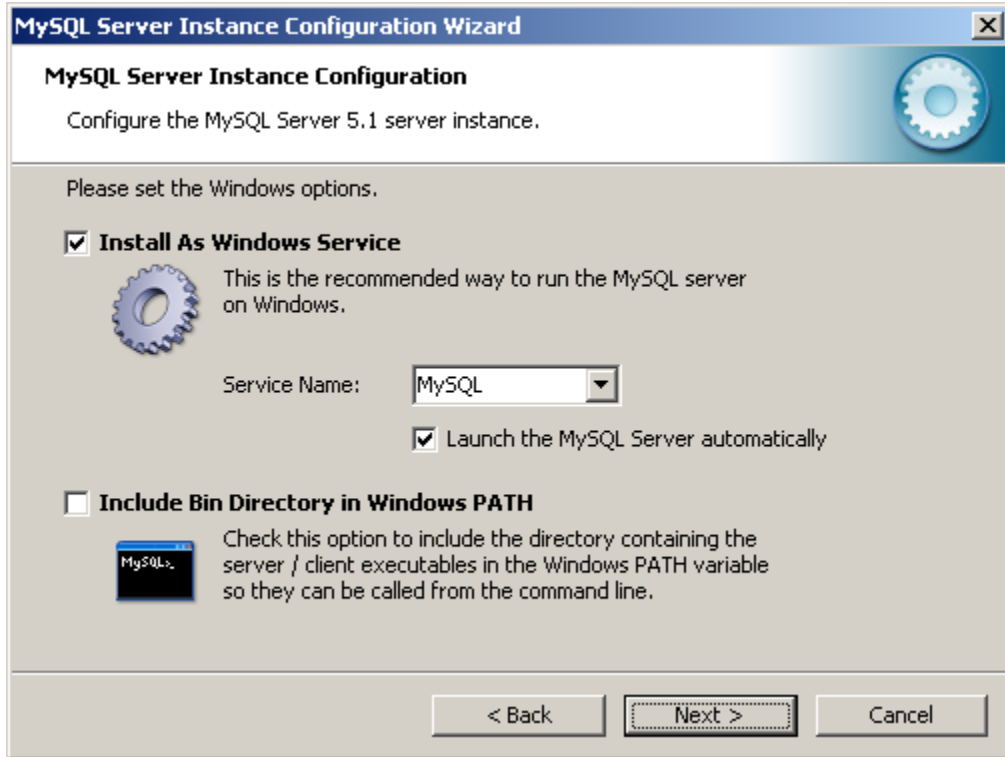 MySQL Server Instance Configuration Wizard
MySQL Server Instance Configuration
Configure the MySQL Server 5.1 server instance.
Please set the Windows options.
Install As Windows Service
This is the recommended way to run the MySQL server
on Windows.
Service Name: MySQL
Launch the MySQL Server automatically
Include Bin Directory in Windows PATH
Check this option to include the directory containing the
server / client executables in the Windows PATH variable
so they can be called from the command line.
MySQL>_
< Back Next > Cancel